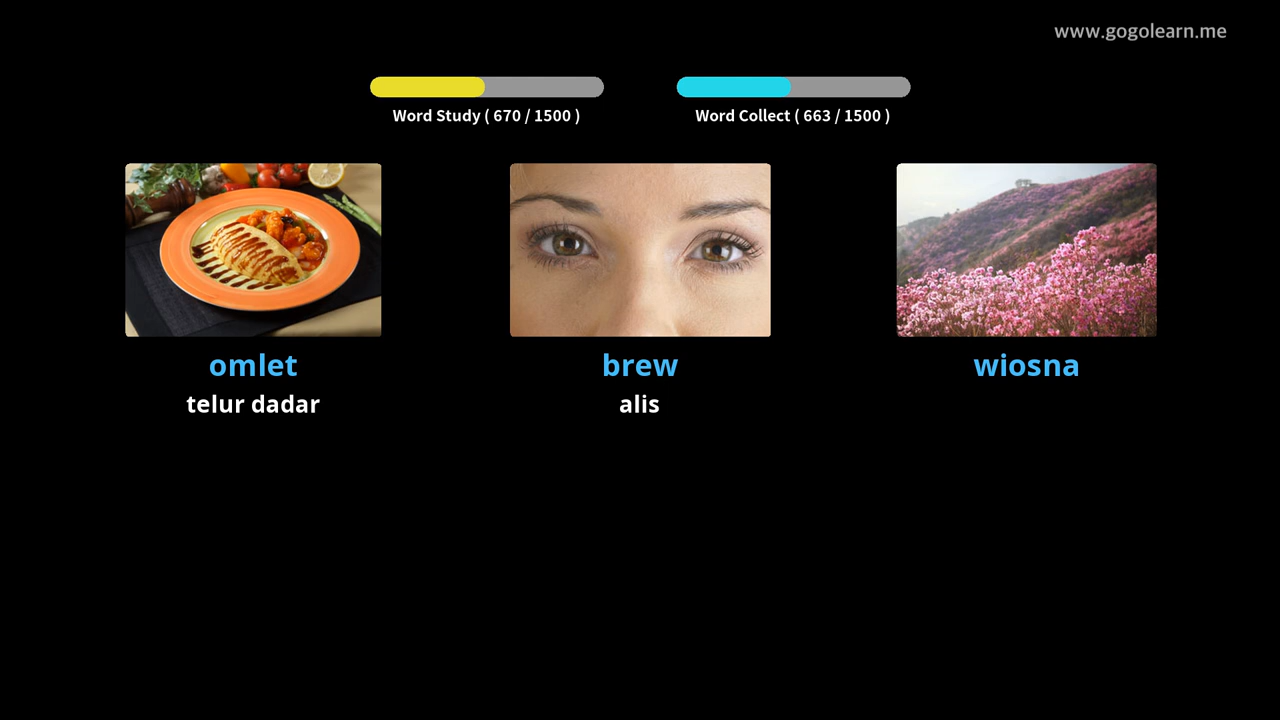 www.gogolearn.me
Word Study ( 670 / 1500 )
Word Collect ( 663 / 1500 )
omlet
telur dadar
brew
alis
wiosna